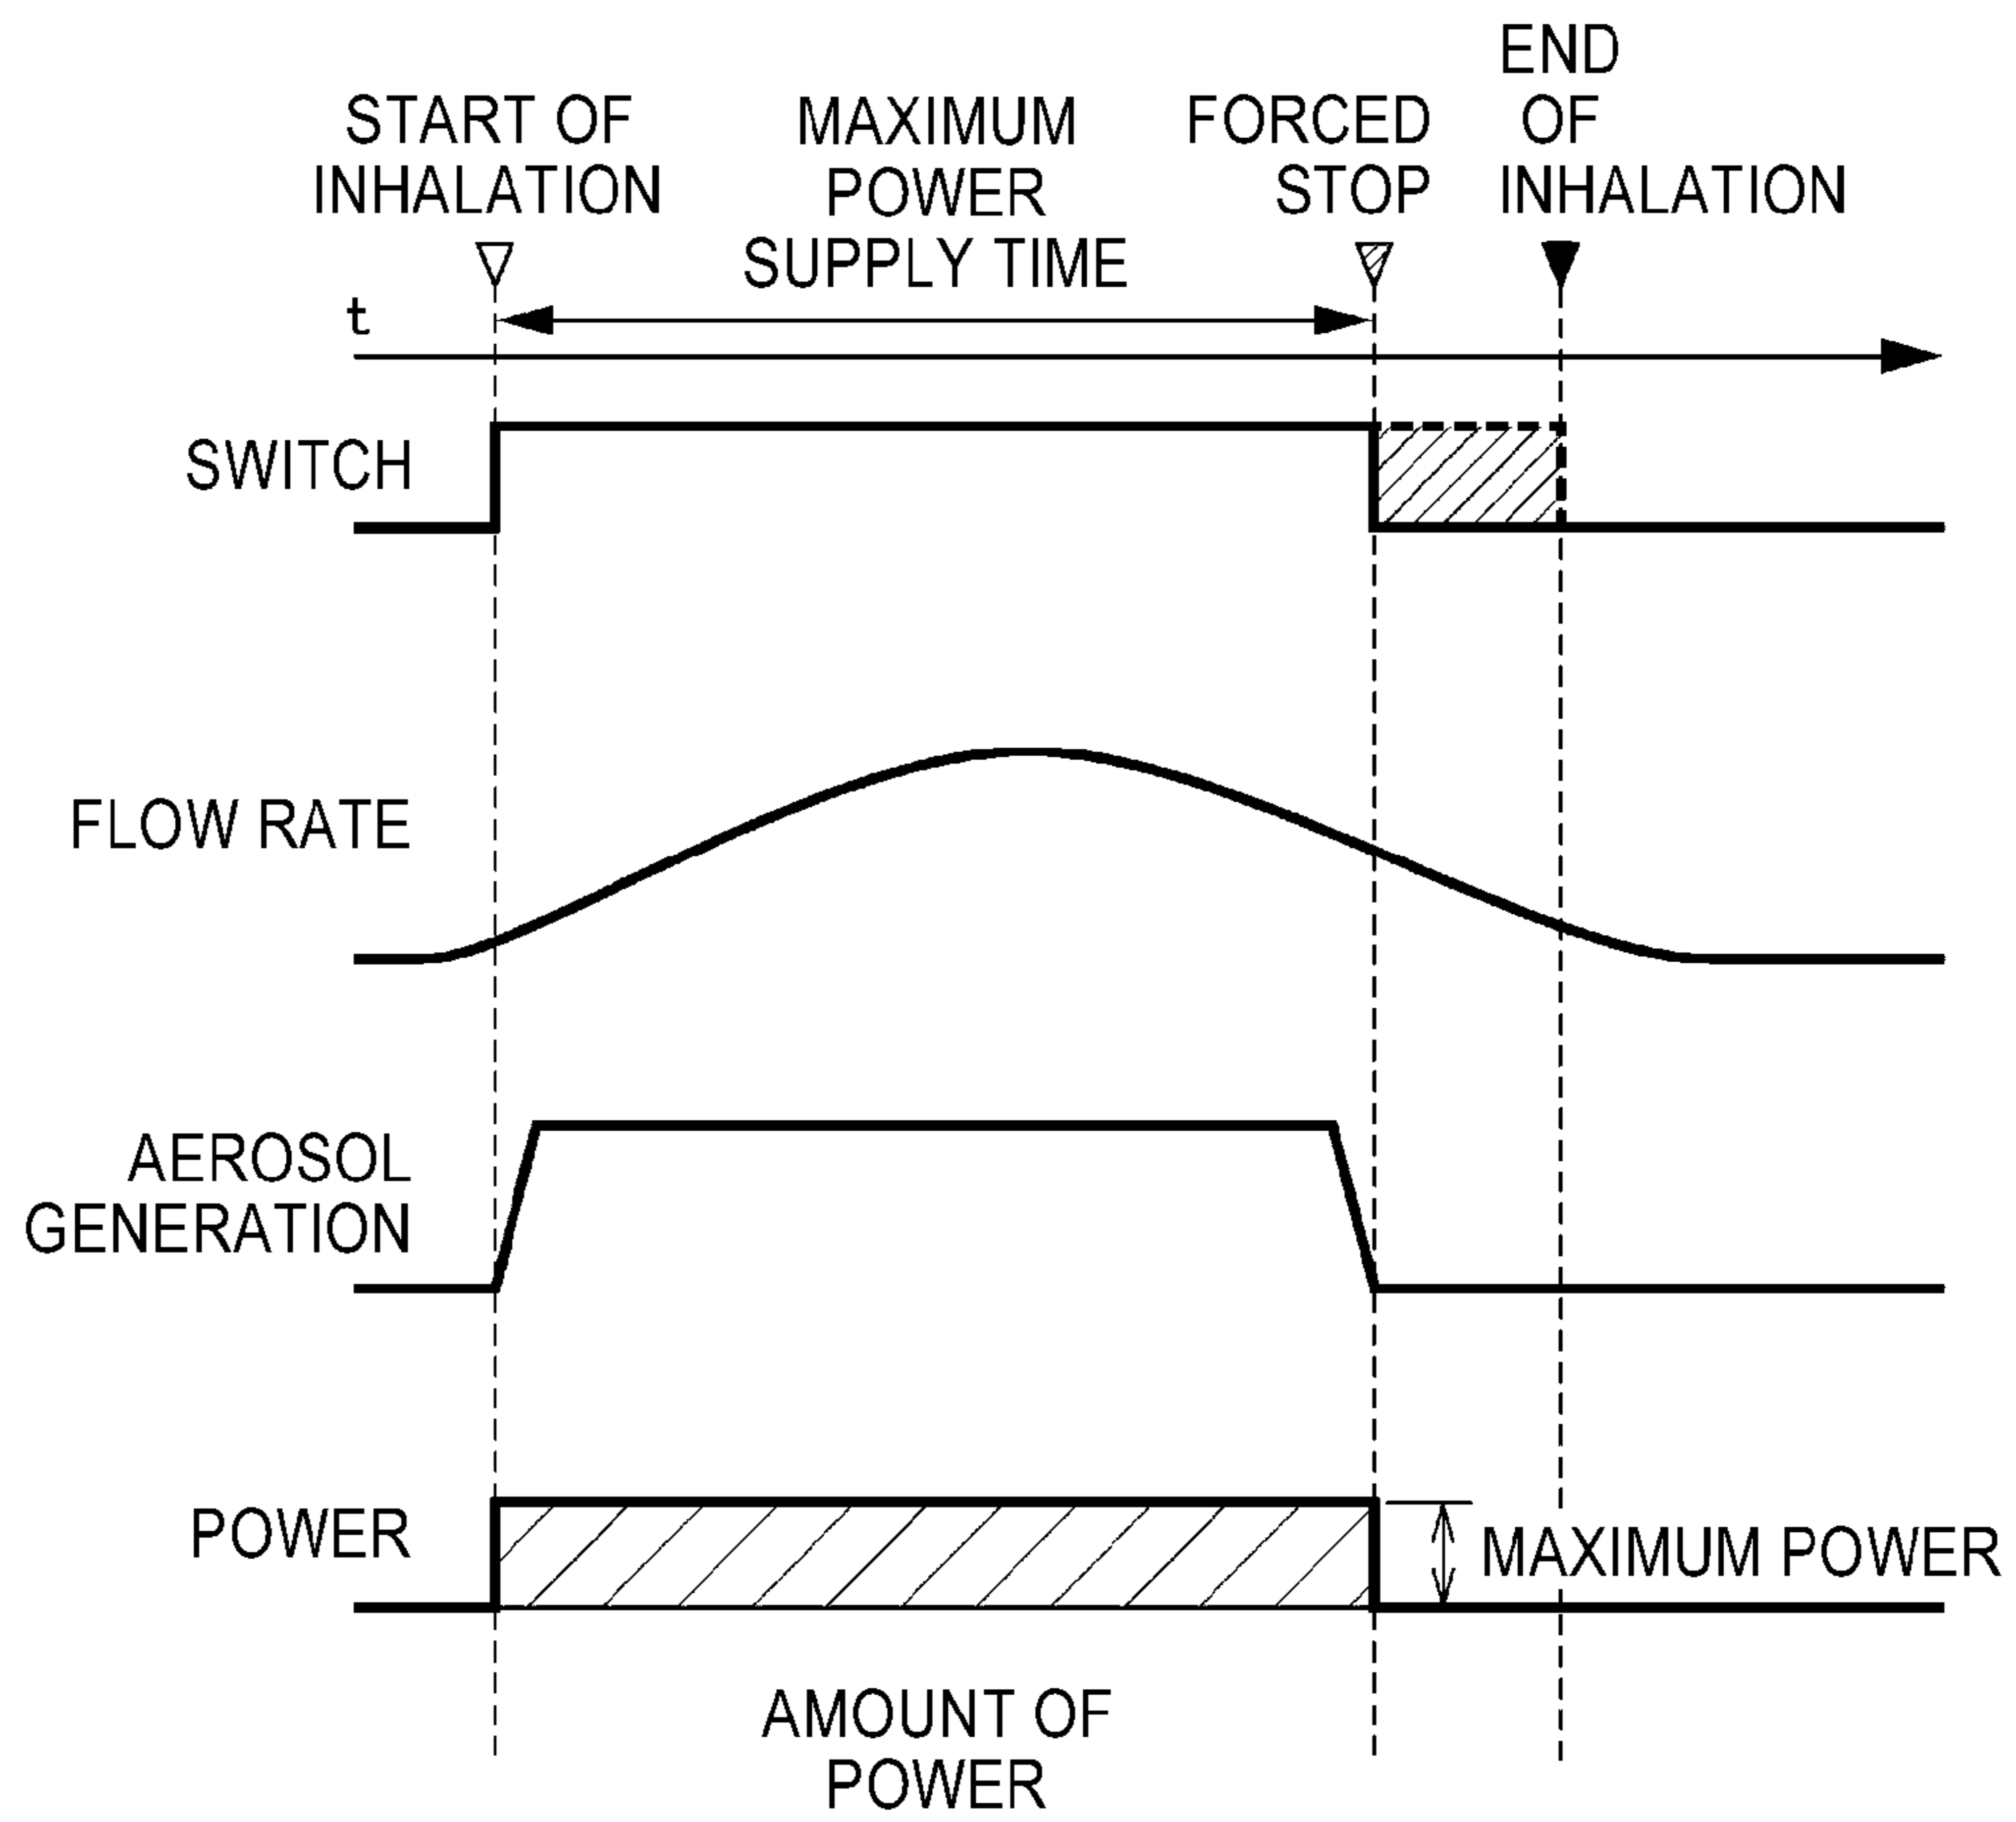 START OF
INHALATION
MAXIMUM
POWER
SUPPLY TIME
FORCED
STOP
END
OF
INHALATION
t
SWITCH
FLOW RATE
AEROSOL
GENERATION
POWER
MAXIMUM POWER
AMOUNT OF
POWER